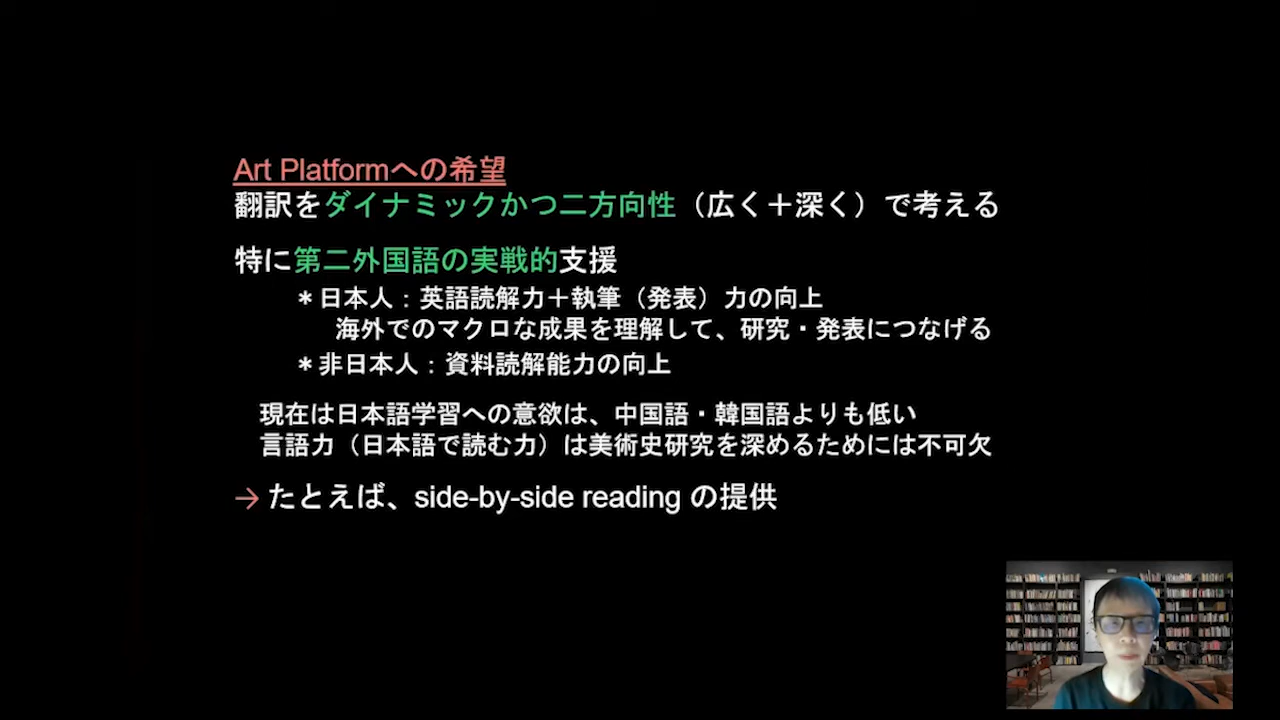 Art Platformへの希望
翻訳をダイナミックかつ二方向性（広く＋深く）で考える
特に第二外国語の実戦的支援
＊日本人：英語読解力＋執筆（発表）力の向上
海外でのマクロな成果を理解して、研究・発表につなげる
＊非日本人：資料読解能力の向上
現在は日本語学習への意欲は、中国語・韓国語よりも低い
言語力（日本語で読む力）は美術史研究を深めるためには不可欠
→ たとえば、side-by-side reading の提供